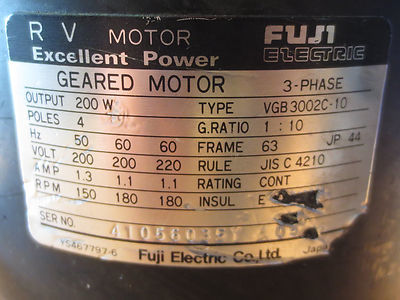 R V MOTOR FUJI
Excellent Power ELECTRIC
GEARED MOTOR 3-PHASE
OUTPUT 200 W TYPE VGB3002C-10
POLES 4 G.RATIO 1 : 10
Hz 50 60 60 FRAME 63 JP 44
VOLT 200 200 220 RULE JIS C 4210
AMP 1.3 1.1 1.1 RATING CONT
RPM 150 180 180 INSUL E
SER NO.
YS467797-6 Fuji Electric Co.,Ltd. Japan